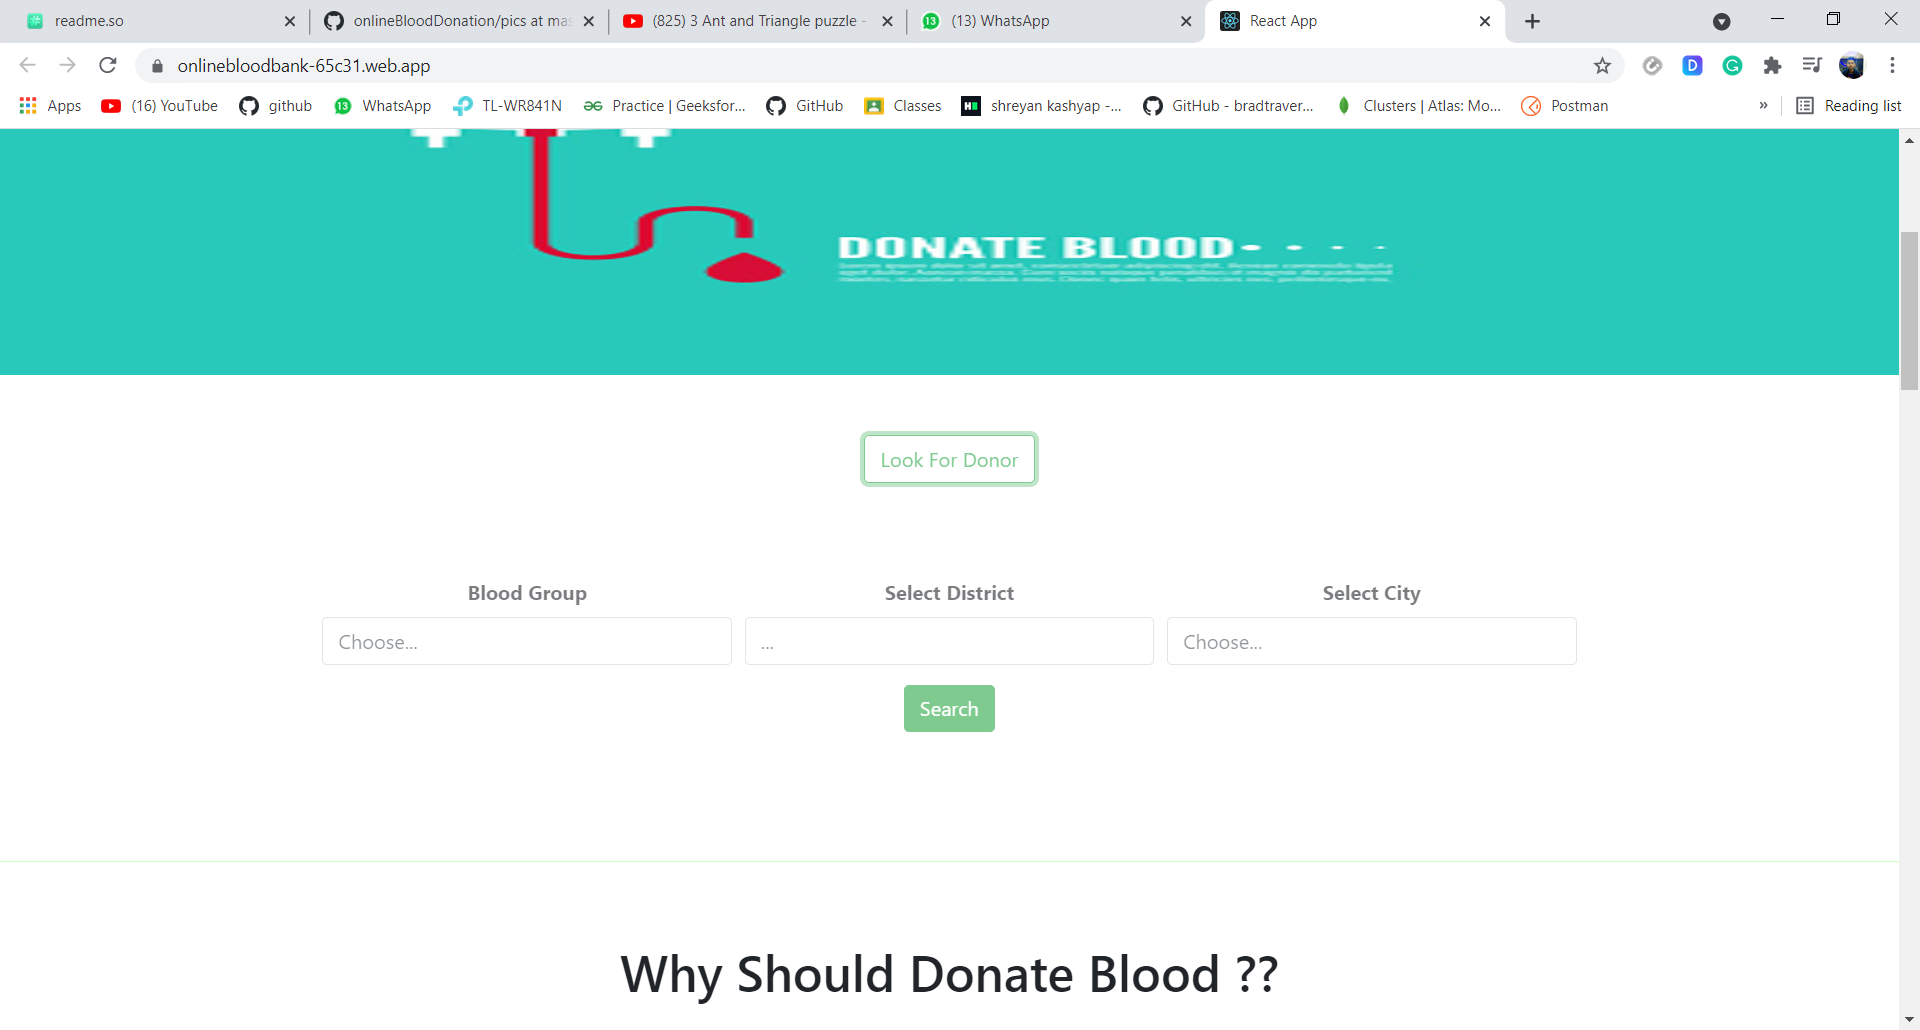 readme.so
onlineBloodDonation/pics at mas
(825) 3 Ant and Triangle puzzle -
13 (13) WhatsApp
React App
onlinebloodbank-65c31.web.app
Apps
(16) YouTube
github
13 WhatsApp
TL-WR841N
Practice | Geeksfor...
GitHub
Classes
shreyan kashyap -...
GitHub - bradtraver...
Clusters | Atlas: Mo...
Postman
»
Reading list
DONATE BLOOD
Look For Donor
Blood Group
Select District
Select City
Choose...
...
Choose...
Search
Why Should Donate Blood ??